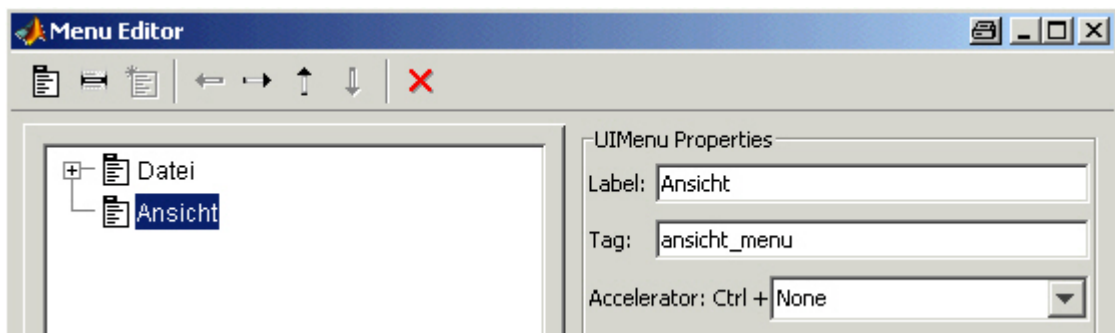 Menu Editor
UIMenu Properties
Datei
Label: Ansicht
Ansicht
Tag: ansicht_menu
Accelerator: Ctrl + None